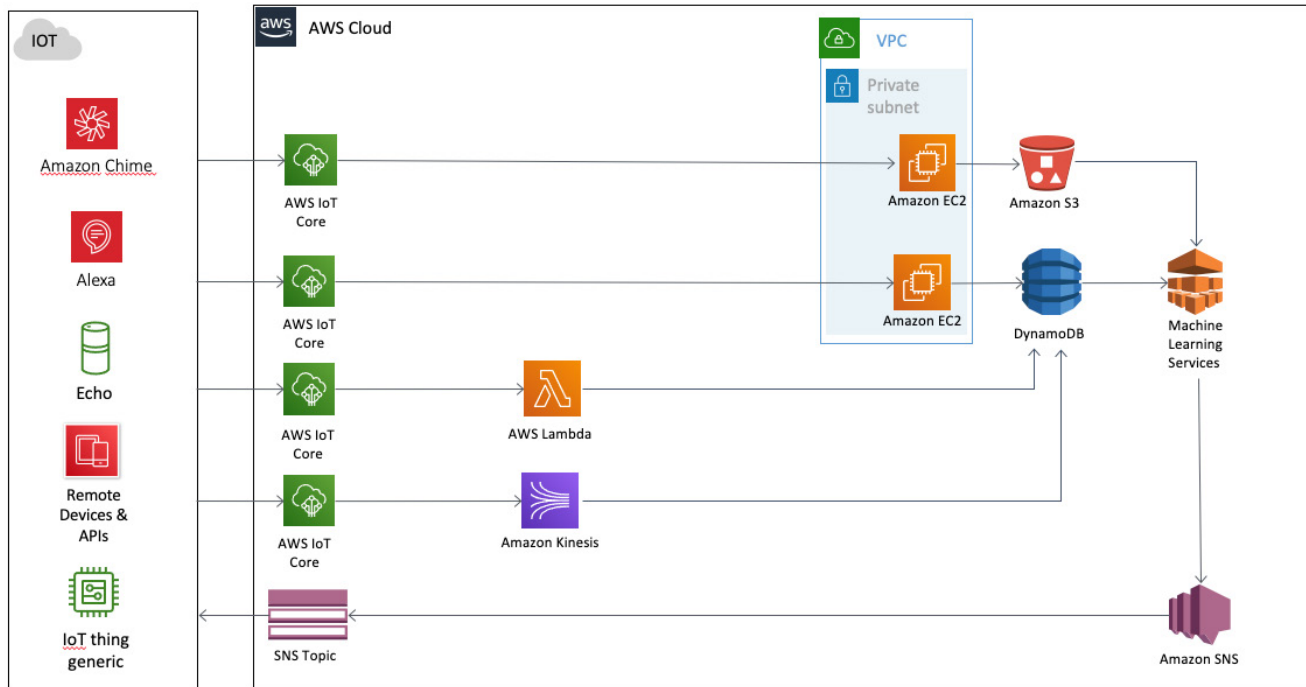 IOT
Amazon Chime
Alexa
Echo
Remote
Devices &
APIs
IoT thing
generic
aws
AWS Cloud
VPC
Private
subnet
AWS IoT
Core
Amazon EC2
Amazon S3
AWS IoT
Core
Amazon EC2
DynamoDB
Machine
Learning
Services
AWS IoT
Core
AWS Lambda
AWS IoT
Core
Amazon Kinesis
SNS Topic
Amazon SNS